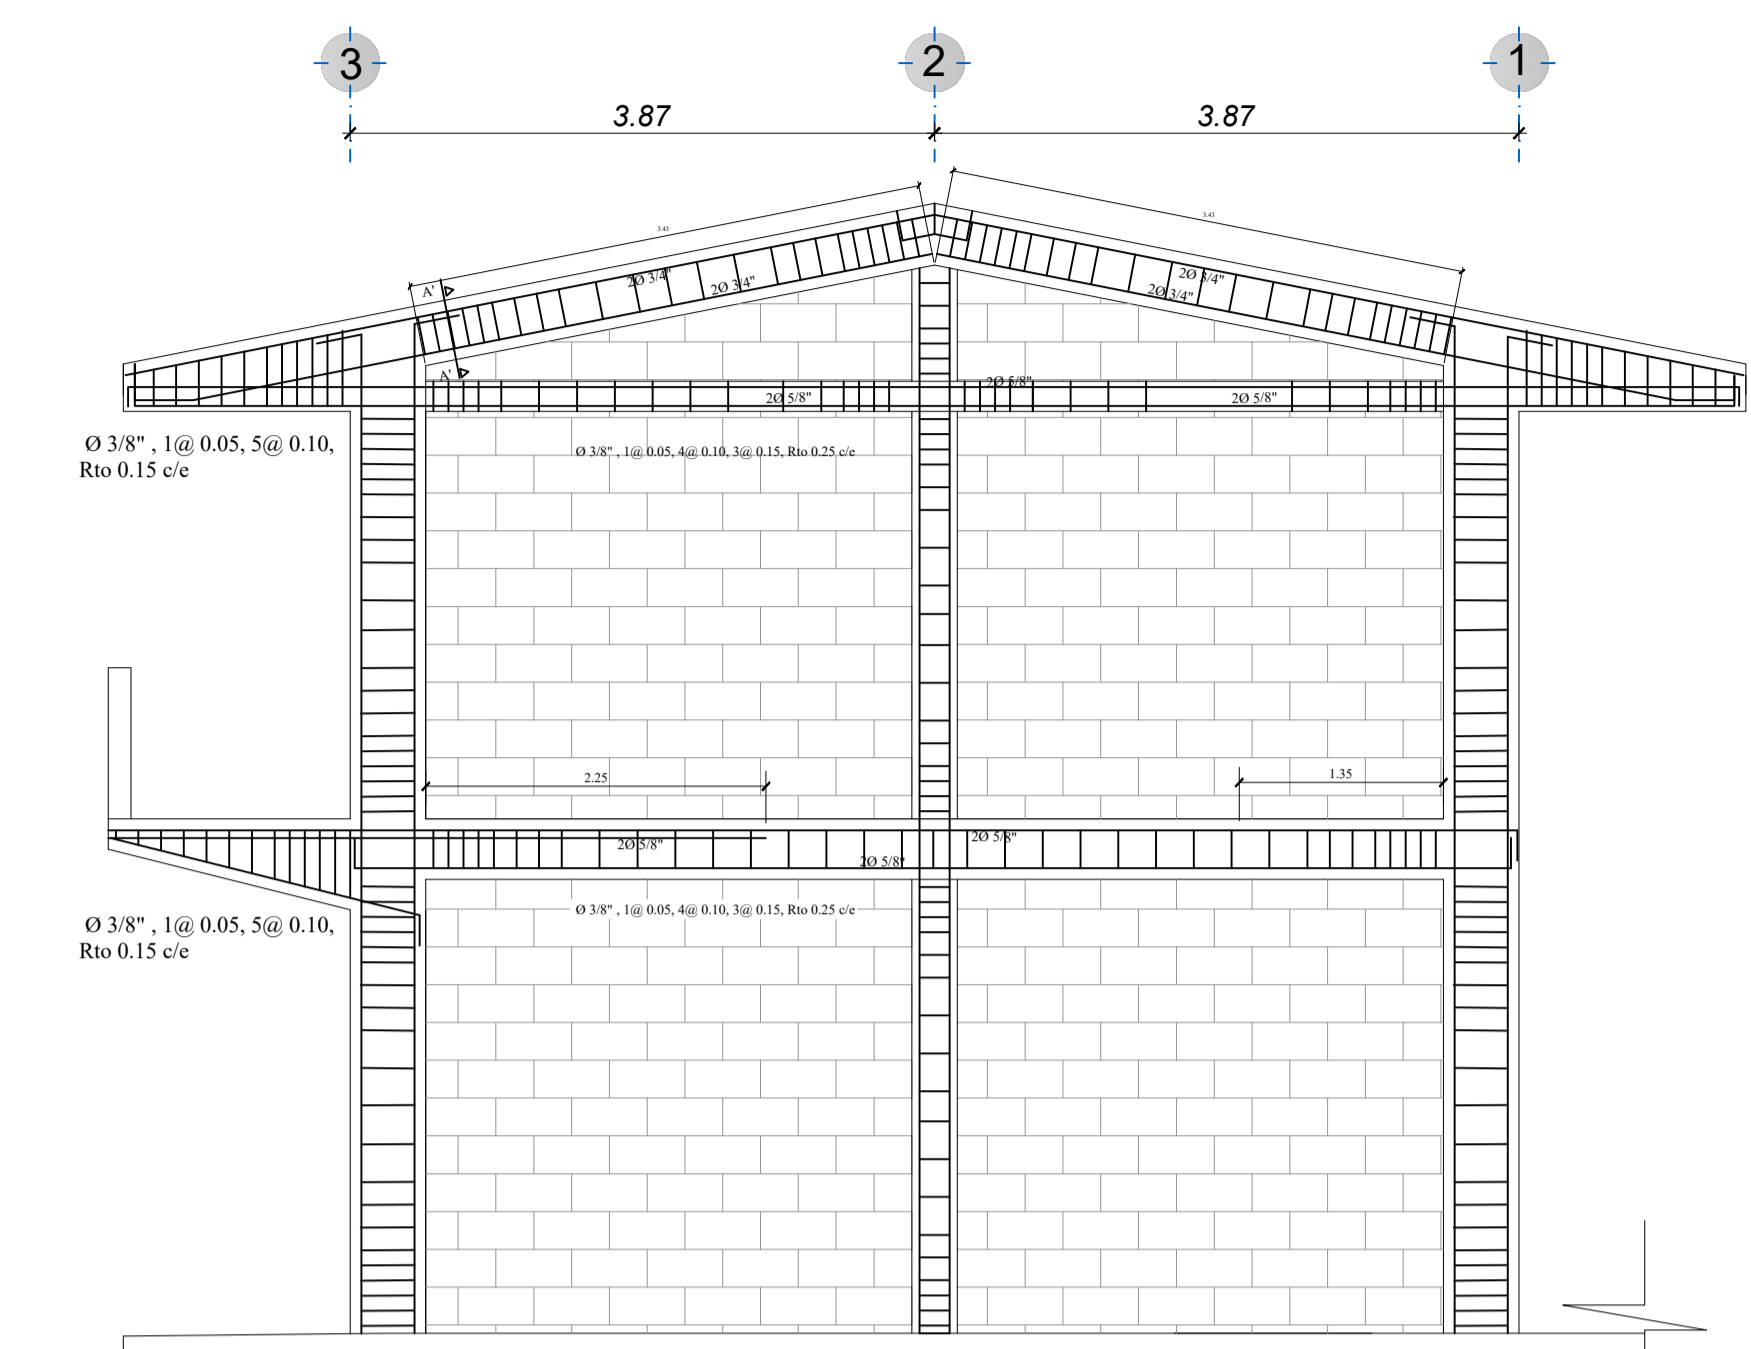 3 2 1
3.87 3.87
3.43 3.43
2Ø 3/4" 2Ø 3/4"
2Ø 3/4" 2Ø 3/4"
A'
A'
2Ø 5/8"
2Ø 5/8" 2Ø 5/8"
Ø 3/8" , 1@ 0.05, 5@ 0.10,
Rto 0.15 c/e
Ø 3/8" , 1@ 0.05, 4@ 0.10, 3@ 0.15, Rto 0.25 c/e
2.25 1.35
2Ø 5/8" 2Ø 5/8"
2Ø 5/8"
Ø 3/8" , 1@ 0.05, 5@ 0.10,
Rto 0.15 c/e
Ø 3/8" , 1@ 0.05, 4@ 0.10, 3@ 0.15, Rto 0.25 c/e